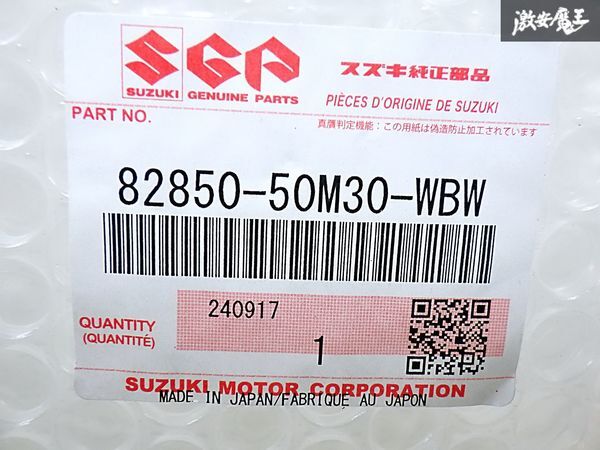 激安魔王
SGP
スズキ純正部品
SUZUKI GENUINE PARTS
PIÈCES D'ORIGINE DE SUZUKI
PART NO.
真贋判定機能：この用紙は偽造防止加工されています
82850-50M30-WBW
240917
QUANTITY
(QUANTITÉ)
1
SUZUKI MOTOR CORPORATION
MADE IN JAPAN/FABRIQUE AU JAPON